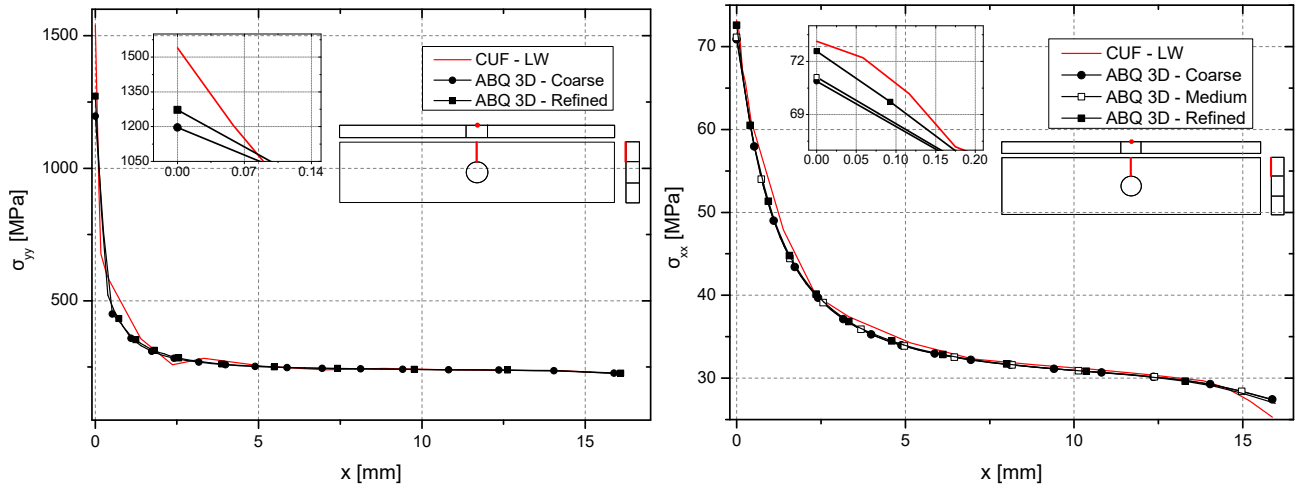 1500
1000
500
0
5
10
15
σyy [MPa]
x [mm]
1500
1350
1200
1050
0.00
0.07
0.14
CUF - LW
ABQ 3D - Coarse
ABQ 3D - Refined
70
60
50
40
30
0
5
10
15
σxx [MPa]
x [mm]
72
69
0.00
0.05
0.10
0.15
0.20
CUF - LW
ABQ 3D - Coarse
ABQ 3D - Medium
ABQ 3D - Refined